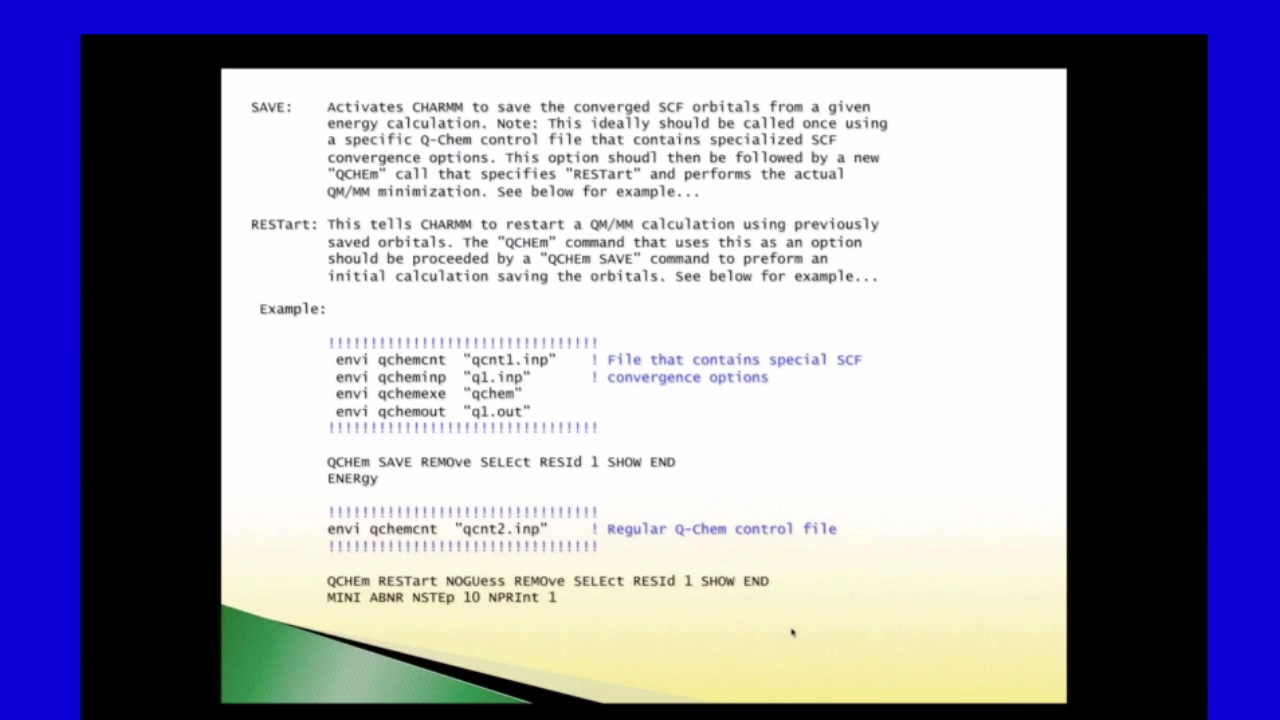 SAVE: Activates CHARMM to save the converged SCF orbitals from a given
energy calculation. Note: This ideally should be called once using
a specific Q-Chem control file that contains specialized SCF
convergence options. This option shoudl then be followed by a new
"QCHEm" call that specifies "RESTart" and performs the actual
QM/MM minimization. See below for example...
RESTart: This tells CHARMM to restart a QM/MM calculation using previously
saved orbitals. The "QCHEm" command that uses this as an option
should be proceeded by a "QCHEm SAVE" command to preform an
initial calculation saving the orbitals. See below for example...
Example:
!!!!!!!!!!!!!!!!!!!!!!!!!!!!!!!!
envi qchemcnt "qcnt1.inp" ! File that contains special SCF
envi qcheminp "q1.inp" ! convergence options
envi qchemexe "qchem"
envi qchemout "q1.out"
!!!!!!!!!!!!!!!!!!!!!!!!!!!!!!!!
QCHEm SAVE REMOve SELEct RESId 1 SHOW END
ENERgy
!!!!!!!!!!!!!!!!!!!!!!!!!!!!!!!!
envi qchemcnt "qcnt2.inp" ! Regular Q-Chem control file
!!!!!!!!!!!!!!!!!!!!!!!!!!!!!!!!
QCHEm RESTart NOGUess REMOve SELEct RESId 1 SHOW END
MINI ABNR NSTEp 10 NPRInt 1